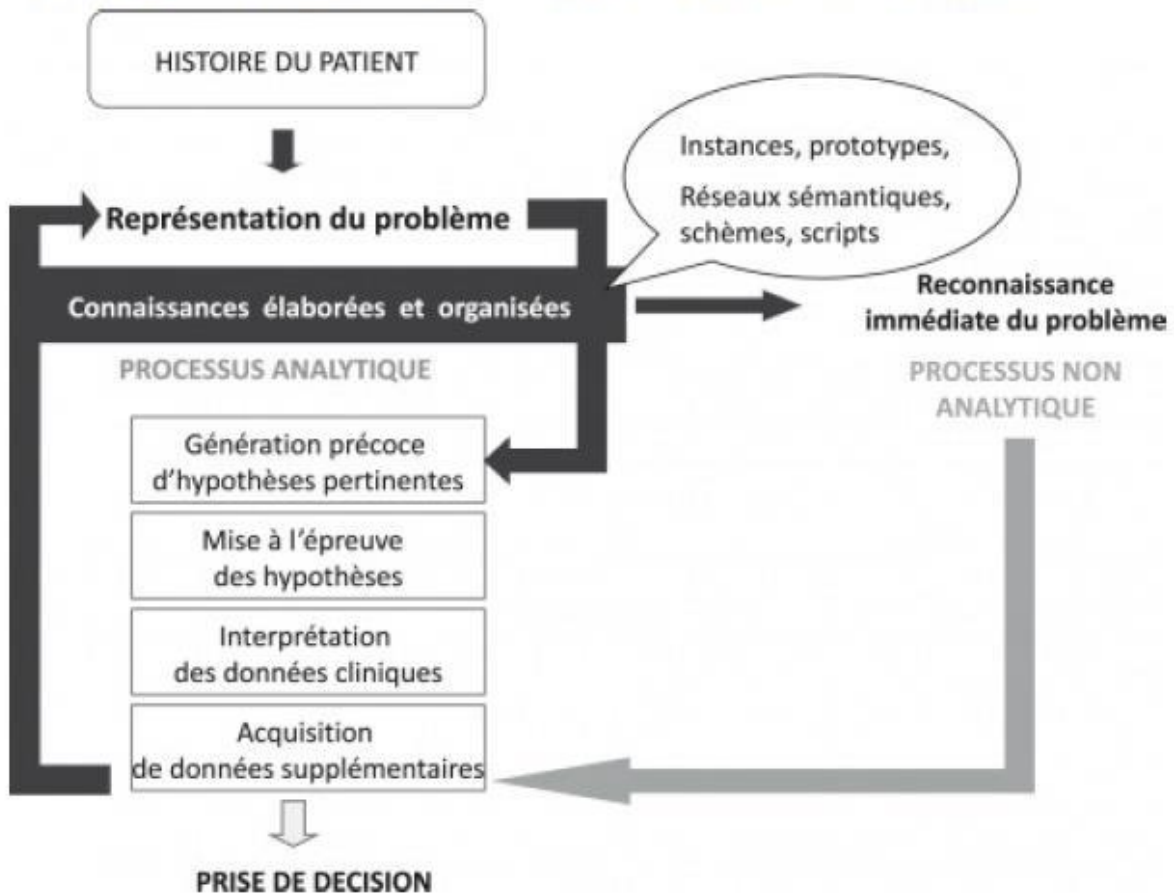 HISTOIRE DU PATIENT
Instances, prototypes,
Réseaux sémantiques,
schèmes, scripts
Représentation du problème
Connaissances élaborées et organisées
Reconnaissance
immédiate du problème
PROCESSUS ANALYTIQUE
PROCESSUS NON
ANALYTIQUE
Génération précoce
d'hypothèses pertinentes
Mise à l'épreuve
des hypothèses
Interprétation
des données cliniques
Acquisition
de données supplémentaires
PRISE DE DECISION